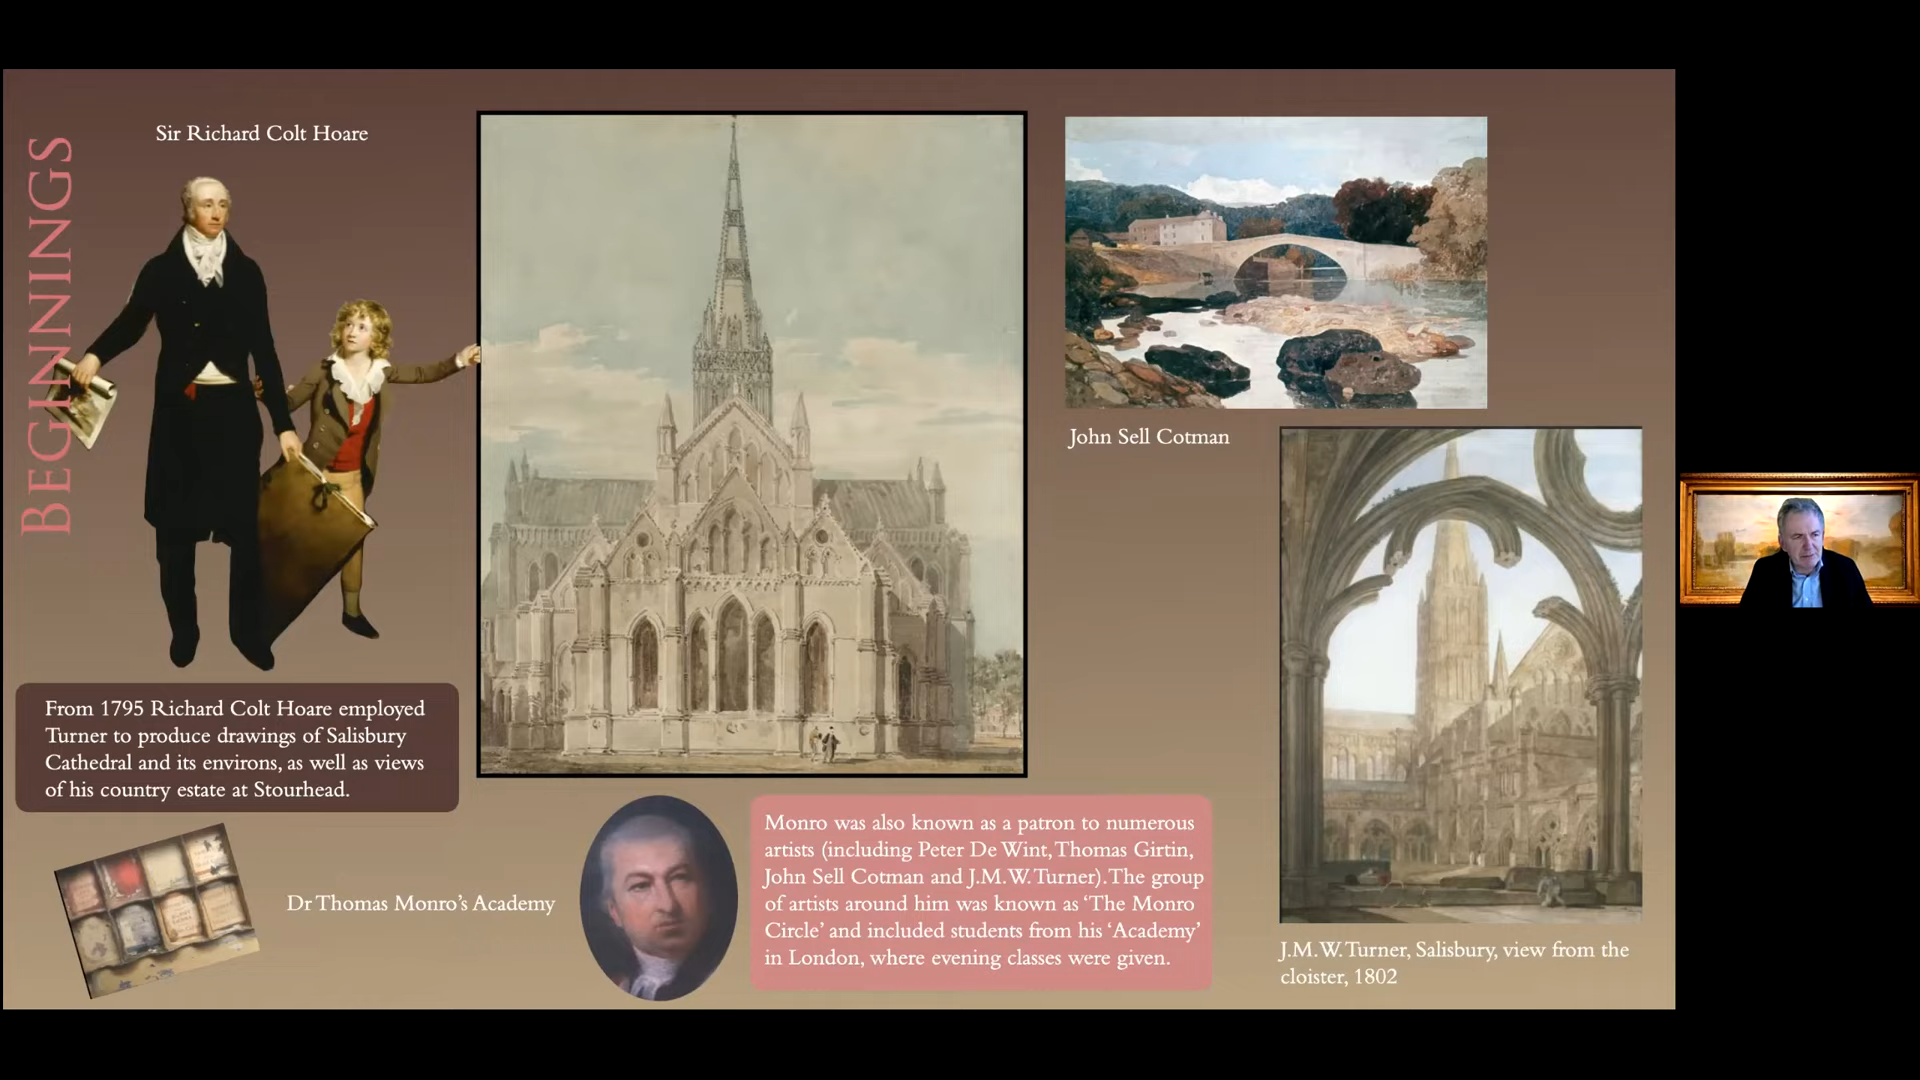 BEGINNINGS
Sir Richard Colt Hoare
From 1795 Richard Colt Hoare employed
Turner to produce drawings of Salisbury
Cathedral and its environs, as well as views
of his country estate at Stourhead.
Dr Thomas Monro's Academy
Monro was also known as a patron to numerous
artists (including Peter De Wint, Thomas Girtin,
John Sell Cotman and J.M.W. Turner). The group
of artists around him was known as ‘The Monro
Circle’ and included students from his ‘Academy’
in London, where evening classes were given.
John Sell Cotman
J.M.W. Turner, Salisbury, view from the
cloister, 1802